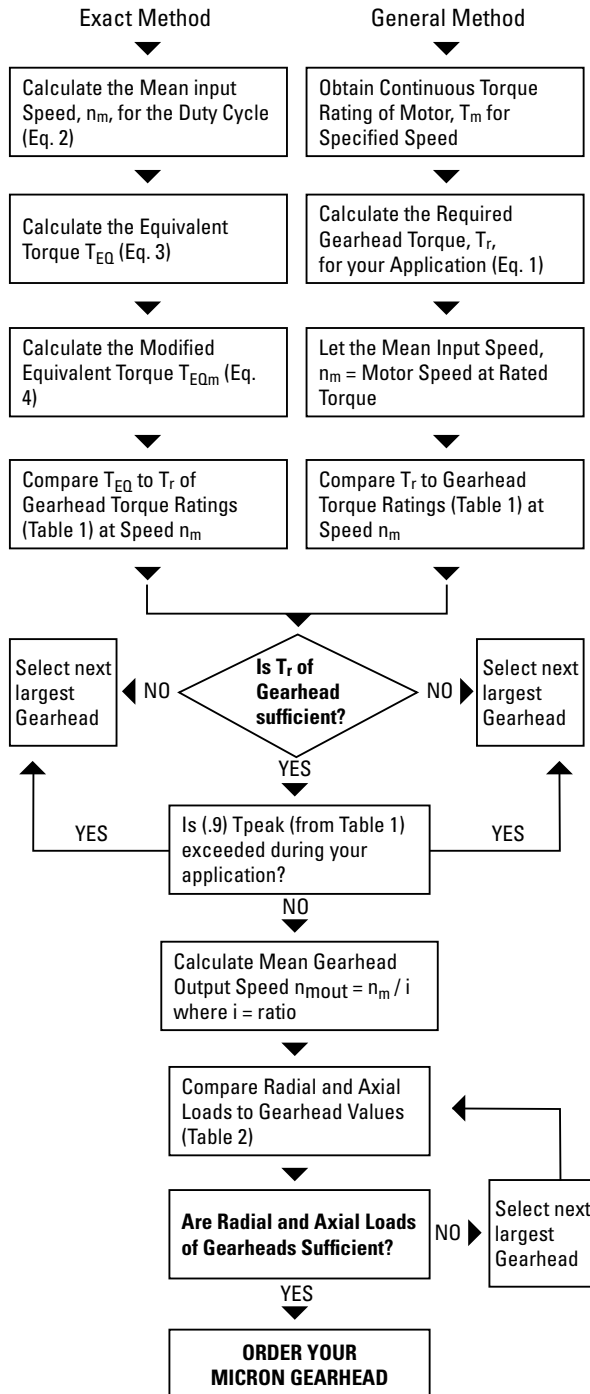 Exact Method
General Method
Calculate the Mean input
Speed, nm, for the Duty Cycle
(Eq. 2)
Obtain Continuous Torque
Rating of Motor, Tm for
Specified Speed
Calculate the Equivalent
Torque TEQ (Eq. 3)
Calculate the Required
Gearhead Torque, Tr,
for your Application (Eq. 1)
Calculate the Modified
Equivalent Torque TEQm (Eq.
4)
Let the Mean Input Speed,
nm = Motor Speed at Rated
Torque
Compare TEQ to Tr of
Gearhead Torque Ratings
(Table 1) at Speed nm
Compare Tr to Gearhead
Torque Ratings (Table 1) at
Speed nm
Select next
largest
Gearhead
NO
Is Tr of
Gearhead
sufficient?
NO
Select next
largest
Gearhead
YES
YES
Is (.9) Tpeak (from Table 1)
exceeded during your
application?
YES
NO
Calculate Mean Gearhead
Output Speed nmout = nm / i
where i = ratio
Compare Radial and Axial
Loads to Gearhead Values
(Table 2)
Are Radial and Axial Loads
of Gearheads Sufficient?
NO
Select next
largest
Gearhead
YES
ORDER YOUR
MICRON GEARHEAD